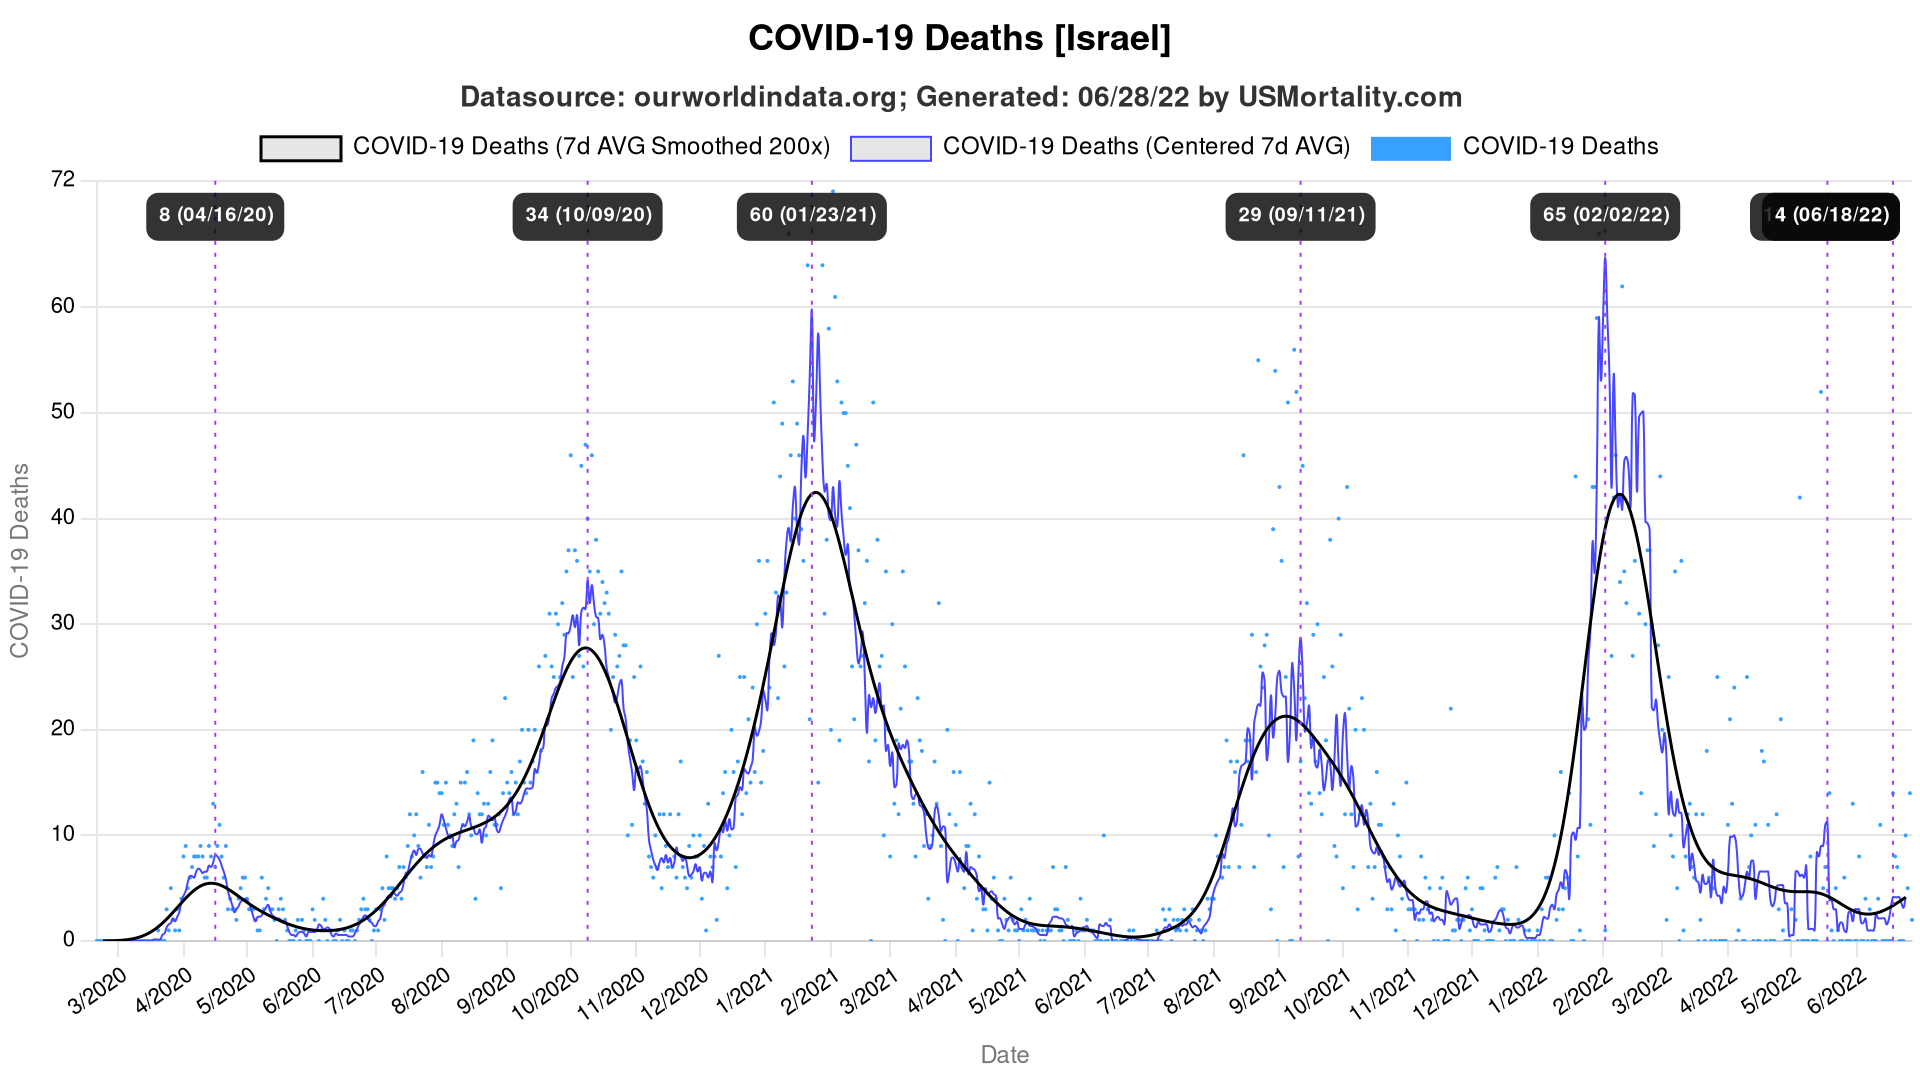 COVID-19 Deaths [Israel]
Datasource: ourworldindata.org; Generated: 06/28/22 by USMortality.com
COVID-19 Deaths (7d AVG Smoothed 200x) COVID-19 Deaths (Centered 7d AVG) COVID-19 Deaths
72
8 (04/16/20) 34 (10/09/20) 60 (01/23/21) 29 (09/11/21) 65 (02/02/22) 14 (06/18/22)
60
50
40
30
20
10
0
COVID-19 Deaths
3/2020 4/2020 5/2020 6/2020 7/2020 8/2020 9/2020 10/2020 11/2020 12/2020 1/2021 2/2021 3/2021 4/2021 5/2021 6/2021 7/2021 8/2021 9/2021 10/2021 11/2021 12/2021 1/2022 2/2022 3/2022 4/2022 5/2022 6/2022
Date